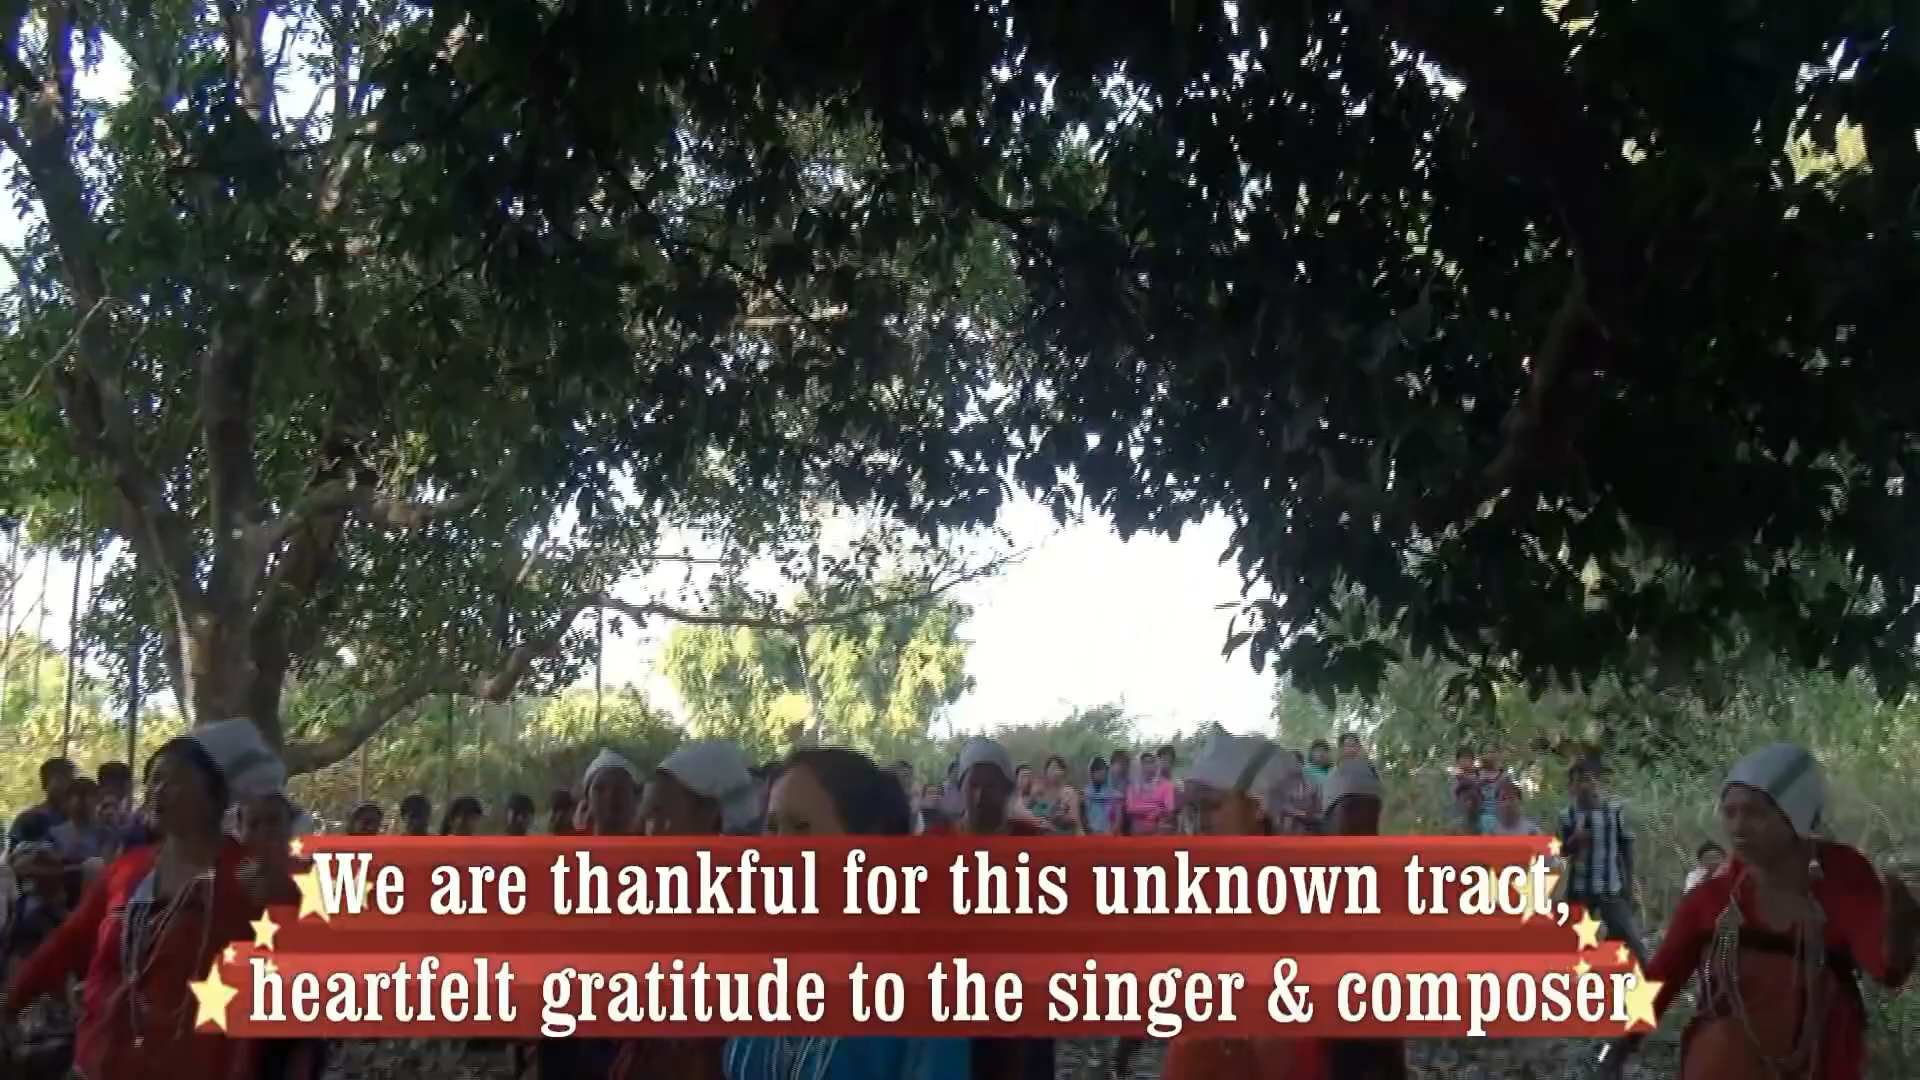 We are thankful for this unknown tract,
heartfelt gratitude to the singer & composer